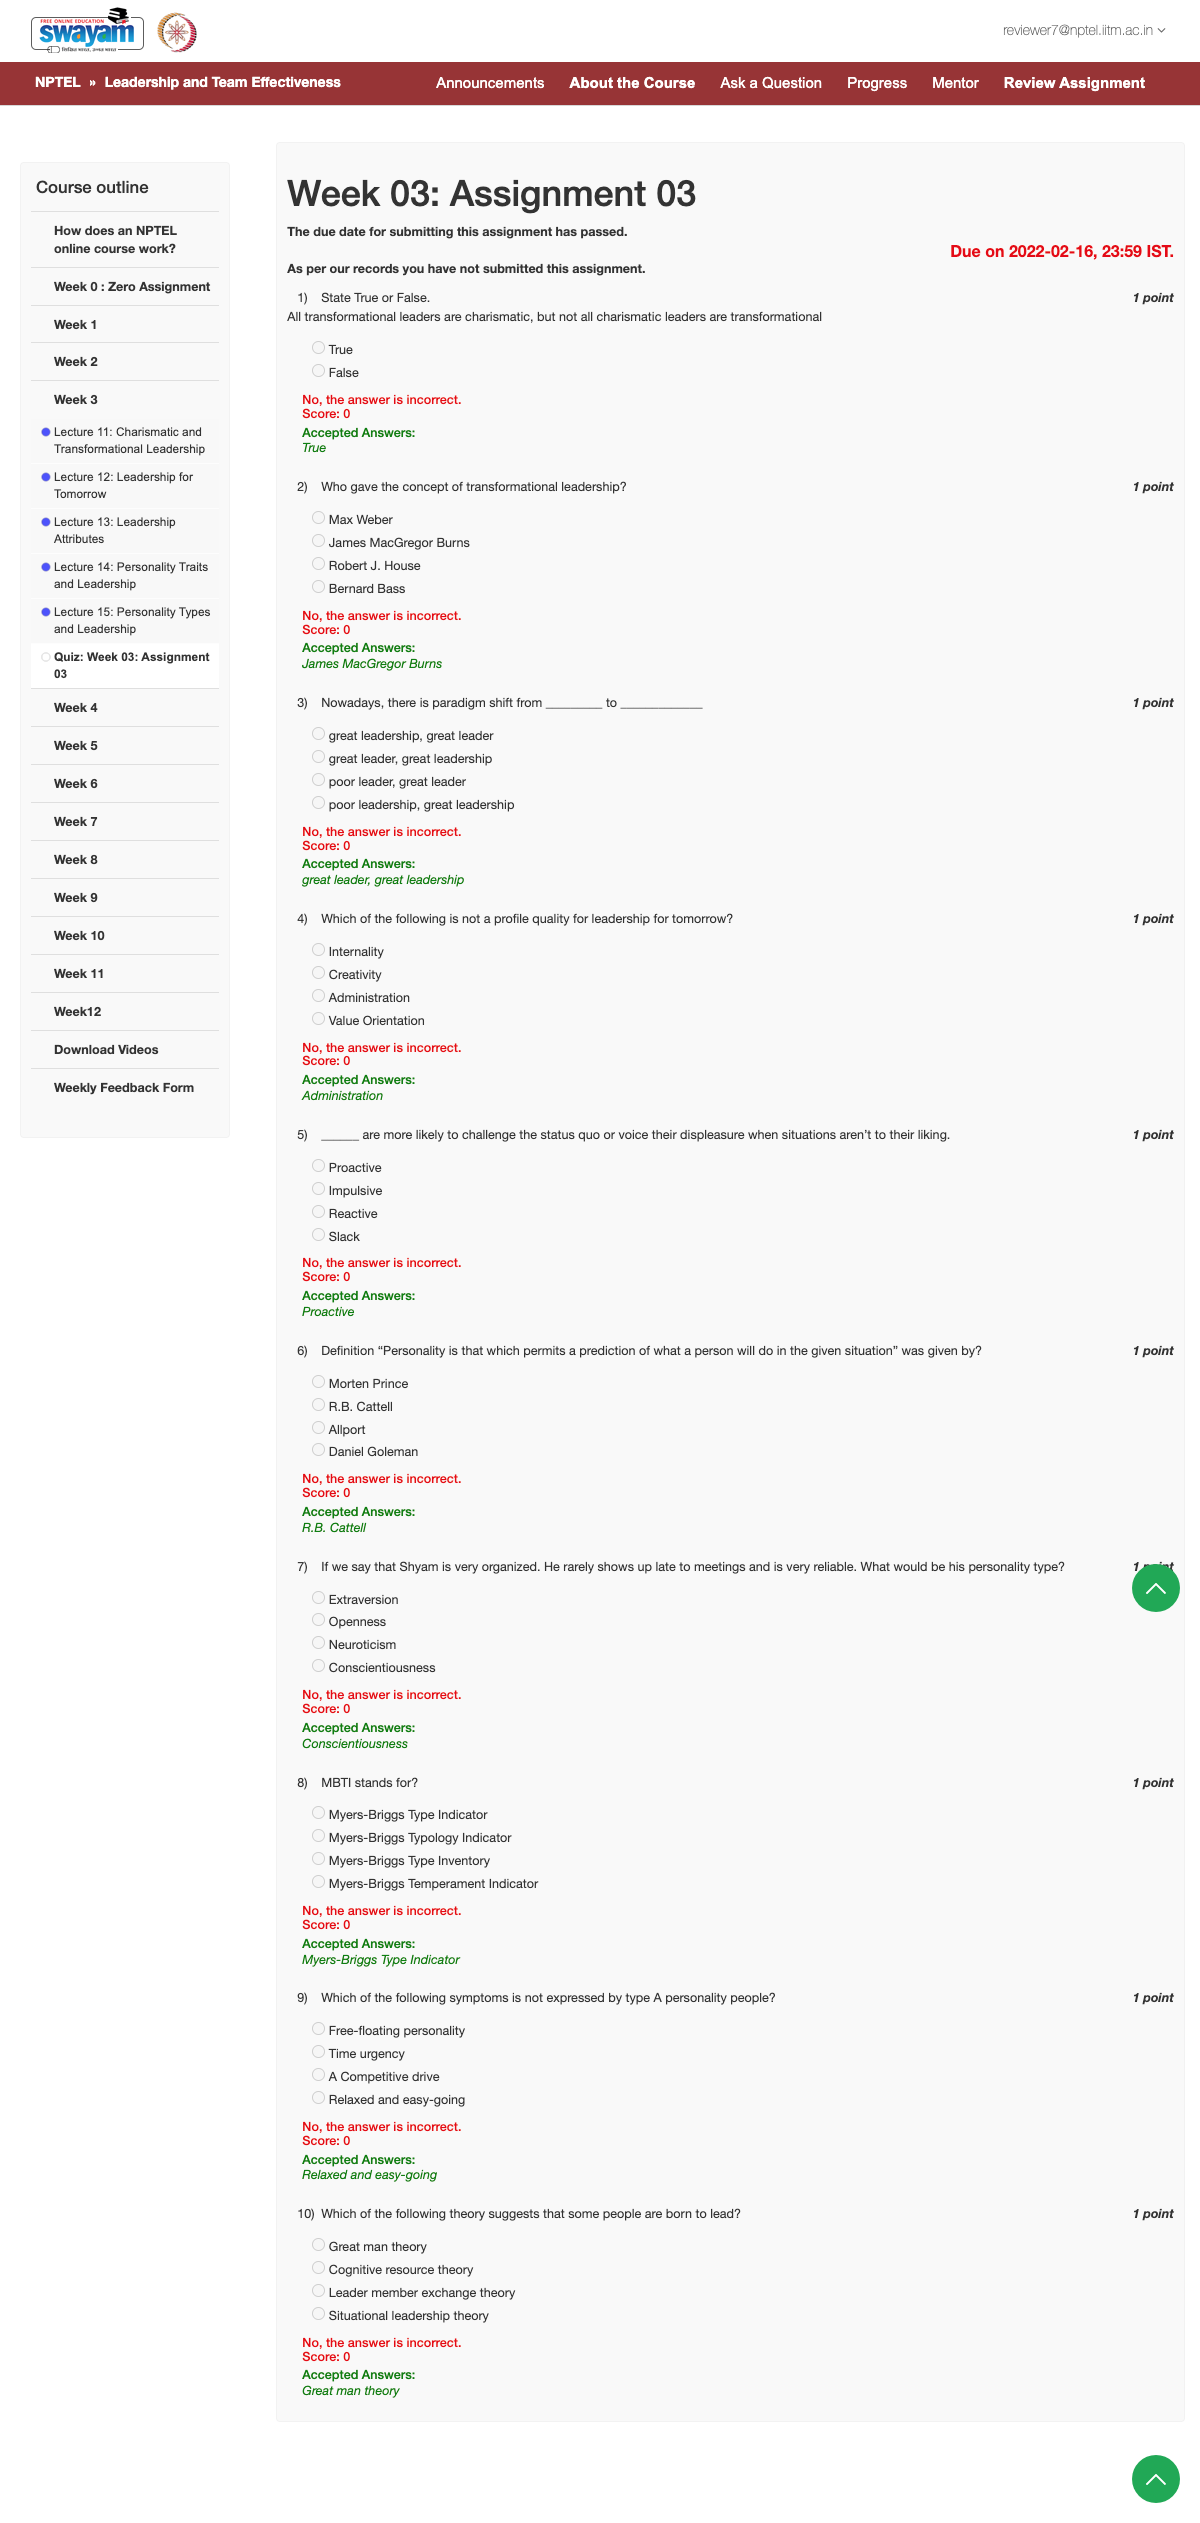 FREE ONLINE EDUCATION
swayam
reviewer7@nptel.iitm.ac.in
NPTEL » Leadership and Team Effectiveness
Announcements About the Course Ask a Question Progress Mentor Review Assignment
Course outline
How does an NPTEL
online course work?
Week 0 : Zero Assignment
Week 1
Week 2
Week 3
Lecture 11: Charismatic and
Transformational Leadership
Lecture 12: Leadership for
Tomorrow
Lecture 13: Leadership
Attributes
Lecture 14: Personality Traits
and Leadership
Lecture 15: Personality Types
and Leadership
Quiz: Week 03: Assignment
03
Week 4
Week 5
Week 6
Week 7
Week 8
Week 9
Week 10
Week 11
Week12
Download Videos
Weekly Feedback Form
Week 03: Assignment 03
The due date for submitting this assignment has passed.
Due on 2022-02-16, 23:59 IST.
As per our records you have not submitted this assignment.
1) State True or False. 1 point
All transformational leaders are charismatic, but not all charismatic leaders are transformational
True
False
No, the answer is incorrect.
Score: 0
Accepted Answers:
True
2) Who gave the concept of transformational leadership? 1 point
Max Weber
James MacGregor Burns
Robert J. House
Bernard Bass
No, the answer is incorrect.
Score: 0
Accepted Answers:
James MacGregor Burns
3) Nowadays, there is paradigm shift from _________ to _____________ 1 point
great leadership, great leader
great leader, great leadership
poor leader, great leader
poor leadership, great leadership
No, the answer is incorrect.
Score: 0
Accepted Answers:
great leader, great leadership
4) Which of the following is not a profile quality for leadership for tomorrow? 1 point
Internality
Creativity
Administration
Value Orientation
No, the answer is incorrect.
Score: 0
Accepted Answers:
Administration
5) ______ are more likely to challenge the status quo or voice their displeasure when situations aren’t to their liking. 1 point
Proactive
Impulsive
Reactive
Slack
No, the answer is incorrect.
Score: 0
Accepted Answers:
Proactive
6) Definition “Personality is that which permits a prediction of what a person will do in the given situation” was given by? 1 point
Morten Prince
R.B. Cattell
Allport
Daniel Goleman
No, the answer is incorrect.
Score: 0
Accepted Answers:
R.B. Cattell
7) If we say that Shyam is very organized. He rarely shows up late to meetings and is very reliable. What would be his personality type? 1 point
Extraversion
Openness
Neuroticism
Conscientiousness
No, the answer is incorrect.
Score: 0
Accepted Answers:
Conscientiousness
8) MBTI stands for? 1 point
Myers-Briggs Type Indicator
Myers-Briggs Typology Indicator
Myers-Briggs Type Inventory
Myers-Briggs Temperament Indicator
No, the answer is incorrect.
Score: 0
Accepted Answers:
Myers-Briggs Type Indicator
9) Which of the following symptoms is not expressed by type A personality people? 1 point
Free-floating personality
Time urgency
A Competitive drive
Relaxed and easy-going
No, the answer is incorrect.
Score: 0
Accepted Answers:
Relaxed and easy-going
10) Which of the following theory suggests that some people are born to lead? 1 point
Great man theory
Cognitive resource theory
Leader member exchange theory
Situational leadership theory
No, the answer is incorrect.
Score: 0
Accepted Answers:
Great man theory